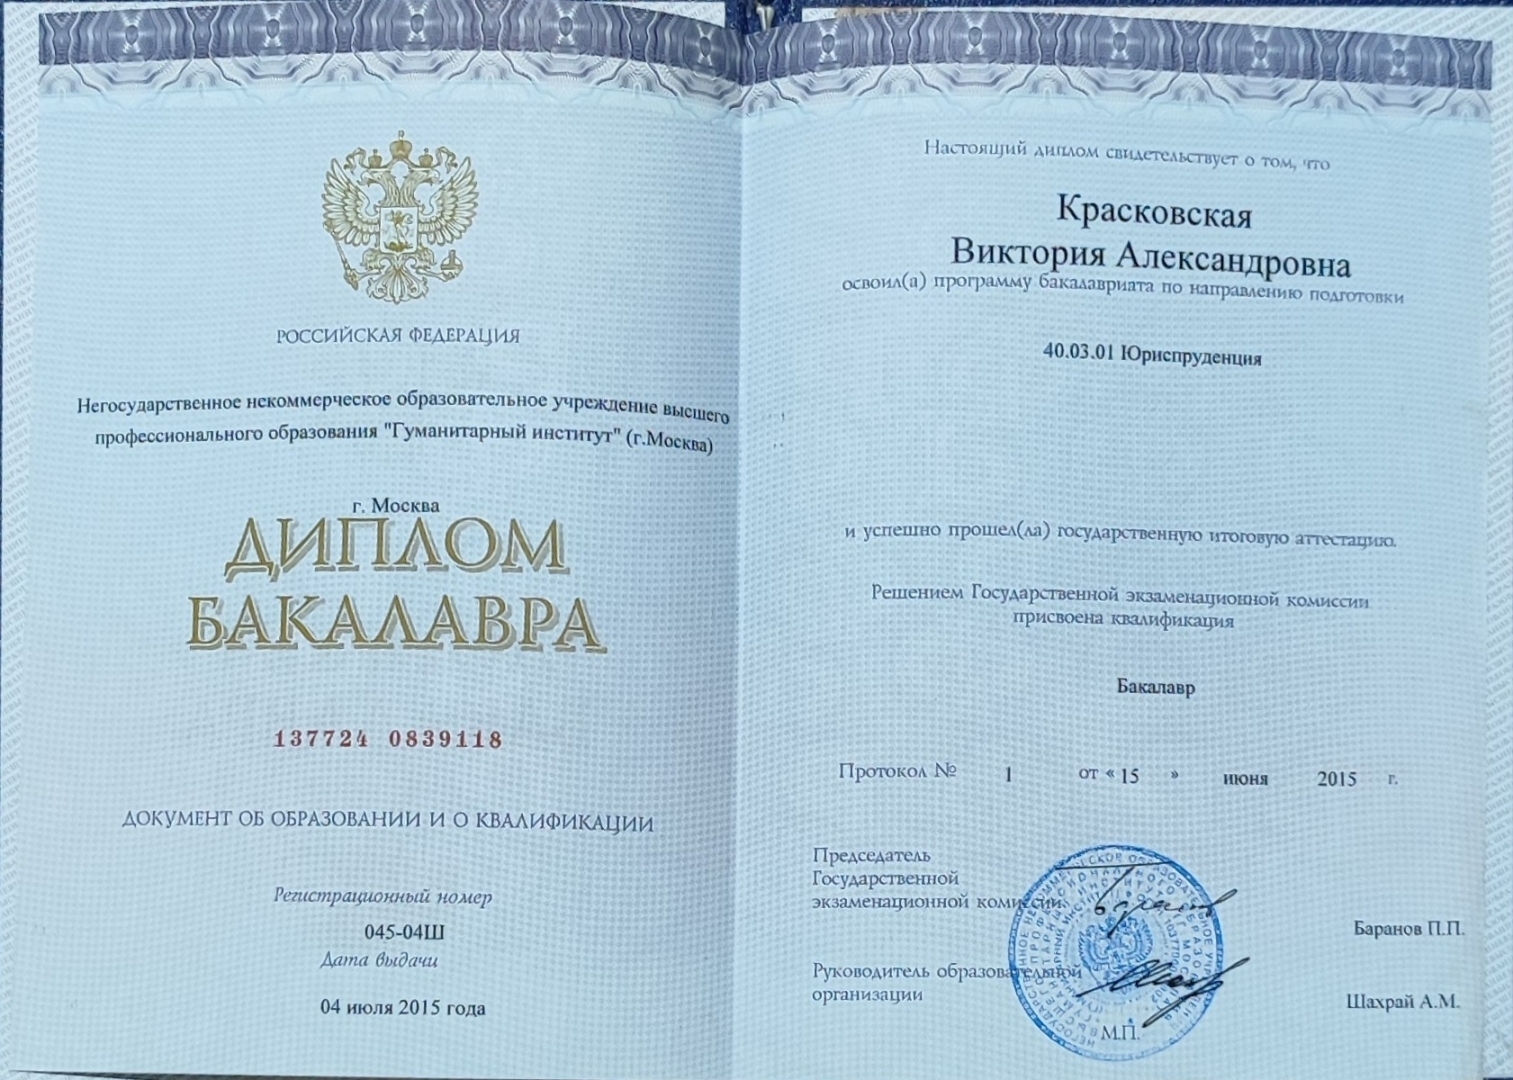 РОССИЙСКАЯ ФЕДЕРАЦИЯ
Негосударственное некоммерческое образовательное учреждение высшего
профессионального образования "Гуманитарный институт" (г.Москва)
г. Москва
ДИПЛОМ
БАКАЛАВРА
137724 0839118
ДОКУМЕНТ ОБ ОБРАЗОВАНИИ И О КВАЛИФИКАЦИИ
Регистрационный номер
045-04Ш
Дата выдачи
04 июля 2015 года
Настоящий диплом свидетельствует о том, что
Красковская
Виктория Александровна
освоил(а) программу бакалавриата по направлению подготовки
40.03.01 Юриспруденция
и успешно прошел(ла) государственную итоговую аттестацию.
Решением Государственной экзаменационной комиссии
присвоена квалификация
Бакалавр
Протокол № 1 от « 15 » июня 2015 г.
Председатель
Государственной
экзаменационной комиссии
Баранов П.П.
Руководитель образовательной
организации
Шахрай А.М.
М.П.